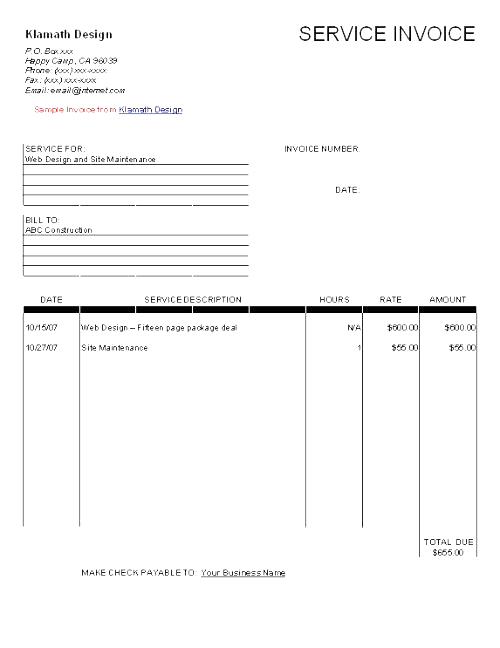 Klamath Design
SERVICE INVOICE
P.O. Box xxx
Happy Camp, CA 96039
Phone: (xxx) xxx-xxxx
Fax: (xxx) xxx-xxx
Email: email@internet.com
Sample Invoice from Klamath Design
SERVICE FOR:
Web Design and Site Maintenance
INVOICE NUMBER:
DATE:
BILL TO:
ABC Construction
DATE SERVICE DESCRIPTION HOURS RATE AMOUNT
10/15/07 Web Design – Fifteen page package deal N/A $600.00 $600.00
10/27/07 Site Maintenance 1 $55.00 $55.00
TOTAL DUE
$655.00
MAKE CHECK PAYABLE TO: Your Business Name